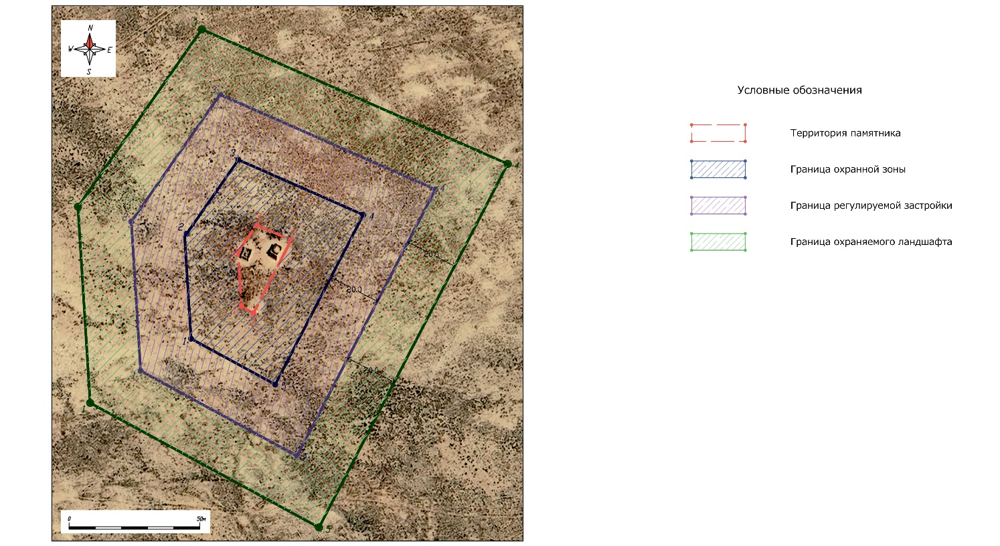 N
W E
S
3
4
2
1
5
3
4
2
1
5
3
4
2
1
5
20.0
20.0
20.0
0 50м
Условные обозначения
Территория памятника
Граница охранной зоны
Граница регулируемой застройки
Граница охраняемого ландшафта